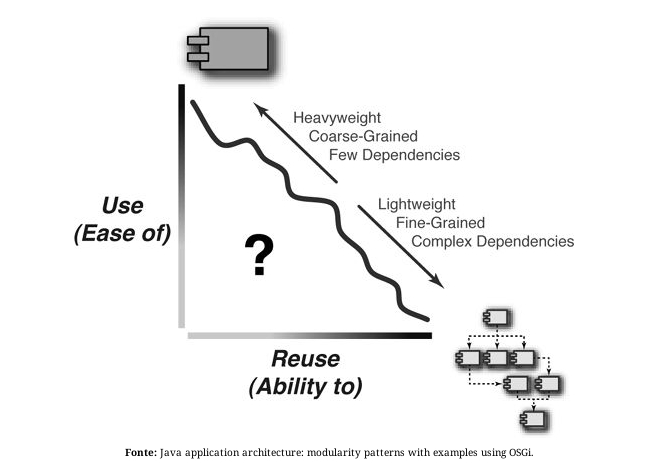 Heavyweight
Coarse-Grained
Few Dependencies
Lightweight
Fine-Grained
Complex Dependencies
Use
(Ease of)
?
Reuse
(Ability to)
Fonte: Java application architecture: modularity patterns with examples using OSGi.